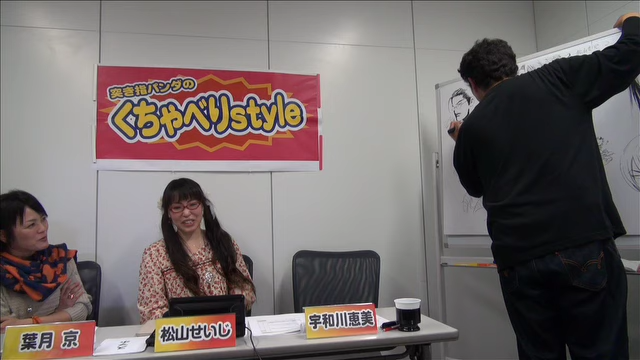 突き指パンダの
くちゃべりstyle
葉月 京
松山せいじ
宇和川恵美